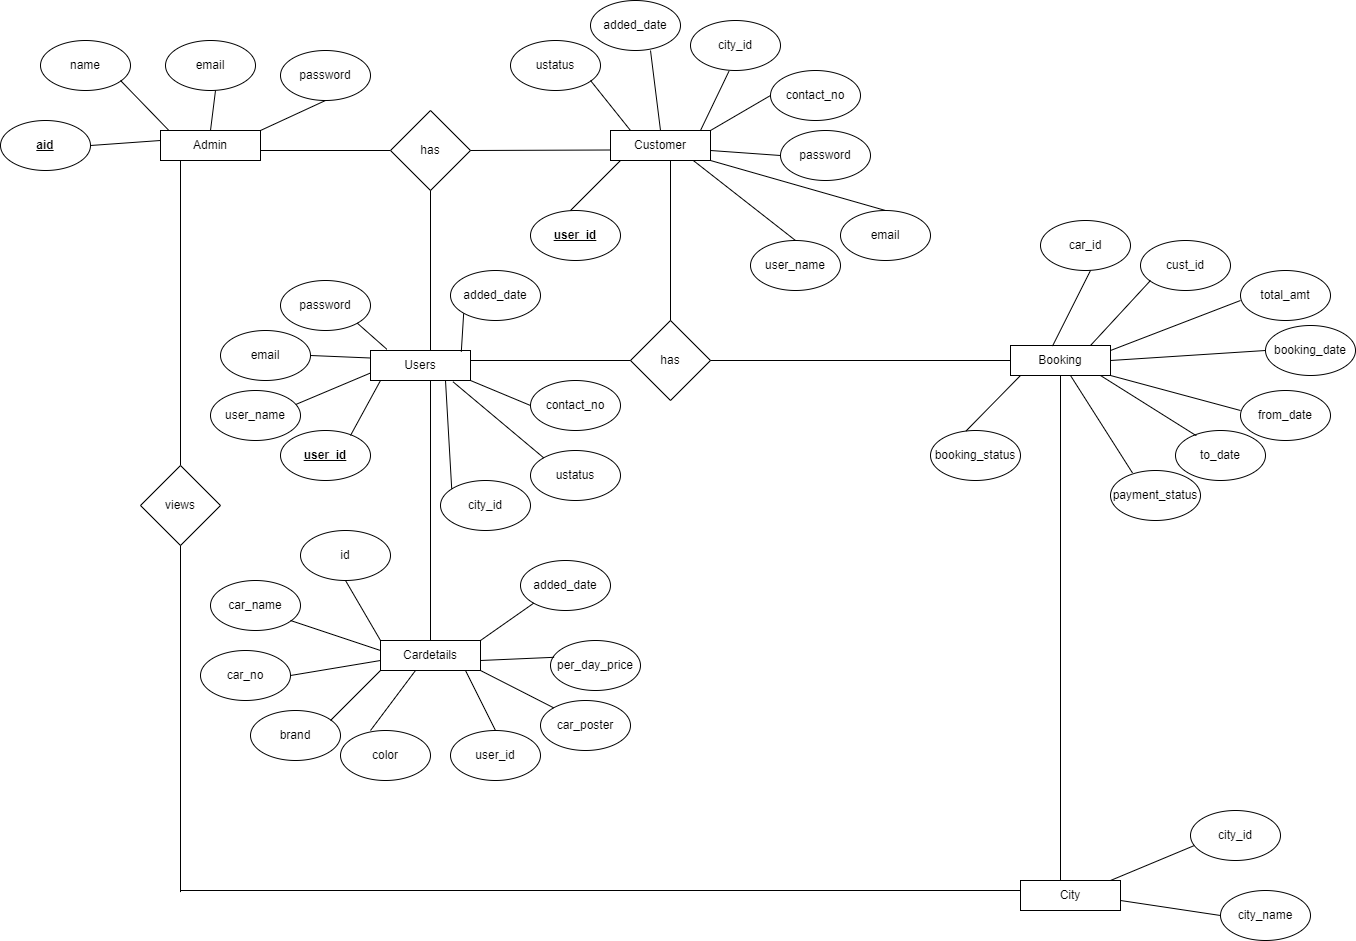 added_date
city_id
name
email
ustatus
password
contact_no
aid
Admin
has
Customer
password
user_id
email
user_name
car_id
cust_id
password
added_date
total_amt
email
Users
has
Booking
booking_date
user_name
contact_no
from_date
user_id
booking_status
to_date
ustatus
payment_status
views
city_id
id
added_date
car_name
Cardetails
per_day_price
car_no
brand
car_poster
color
user_id
city_id
City
city_name